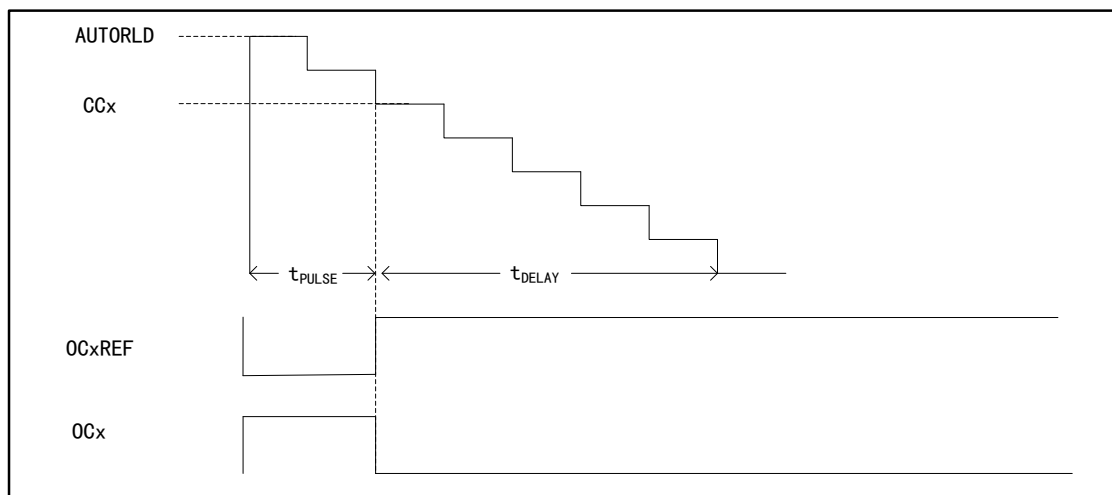 AUTORLD
CCx
tPULSE
tDELAY
OCxREF
OCx